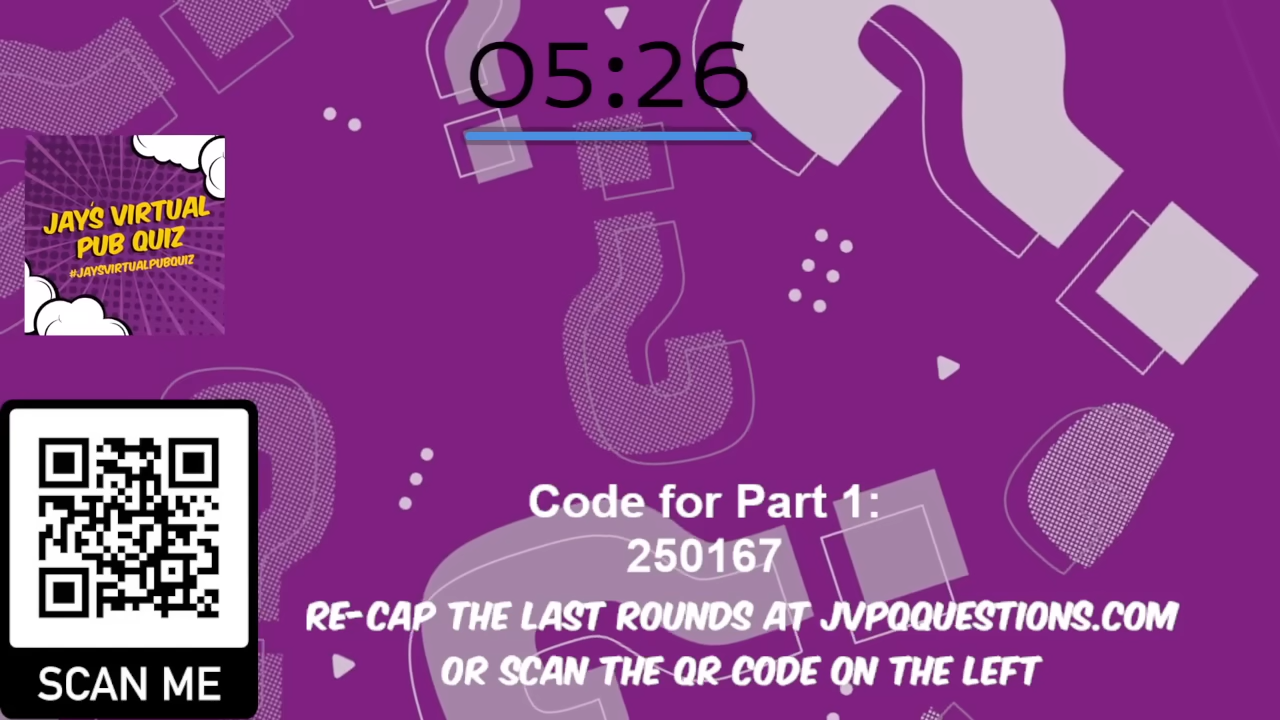 05:26
JAY'S VIRTUAL
PUB QUIZ
#JAYSVIRTUALPUBQUIZ
Code for Part 1:
250167
RE-CAP THE LAST ROUNDS AT JVPQQUESTIONS.COM
OR SCAN THE QR CODE ON THE LEFT
SCAN ME